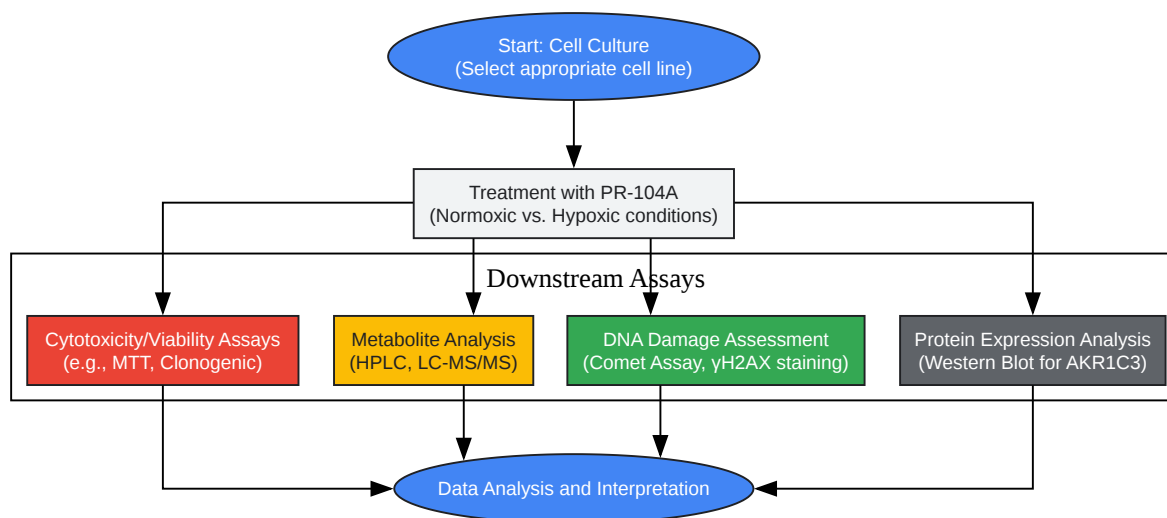 Start: Cell Culture
(Select appropriate cell line)
Treatment with PR-104A
(Normoxic vs. Hypoxic conditions)
Downstream Assays
Cytotoxicity/Viability Assays
(e.g., MTT, Clonogenic)
Metabolite Analysis
(HPLC, LC-MS/MS)
DNA Damage Assessment
(Comet Assay, γH2AX staining)
Protein Expression Analysis
(Western Blot for AKR1C3)
Data Analysis and Interpretation